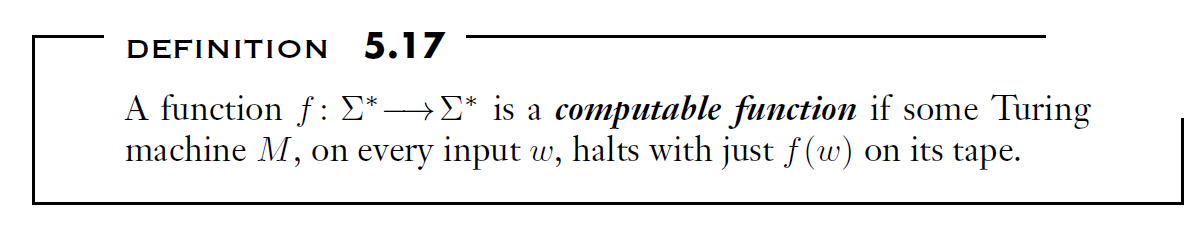 DEFINITION 5.17
A function f : Σ* ⟶ Σ* is a computable function if some Turing
machine M, on every input w, halts with just f(w) on its tape.